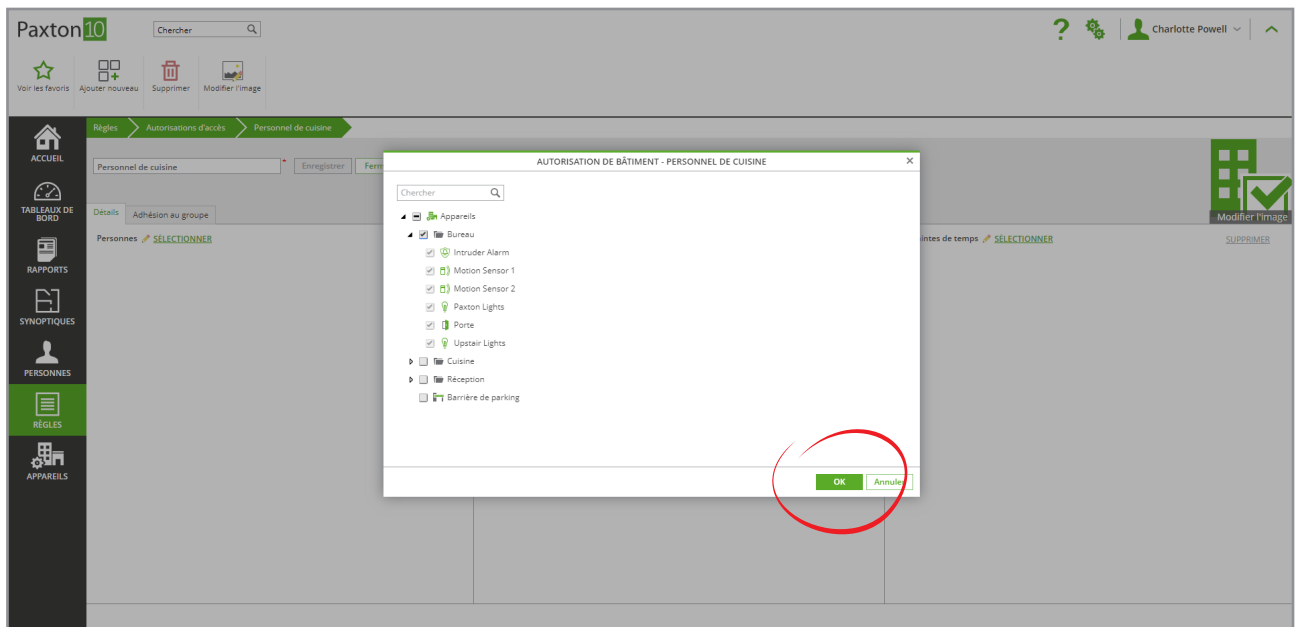 Paxton10
Chercher
?
Charlotte Powell
Voir les favoris
Ajouter nouveau
Supprimer
Modifier l'image
ACCUEIL
TABLEAUX DE
BORD
RAPPORTS
SYNOPTIQUES
PERSONNES
RÈGLES
APPAREILS
Règles
Autorisations d'accès
Personnel de cuisine
Personnel de cuisine
*
Enregistrer
Détails
Adhésion au groupe
Personnes
SÉLECTIONNER
AUTORISATION DE BÂTIMENT - PERSONNEL DE CUISINE
×
Chercher
Appareils
Bureau
Intruder Alarm
Motion Sensor 1
Motion Sensor 2
Paxton Lights
Porte
Upstair Lights
Cuisine
Réception
Barrière de parking
OK
Annuler
de temps
SÉLECTIONNER
SUPPRIMER
Modifier l'image